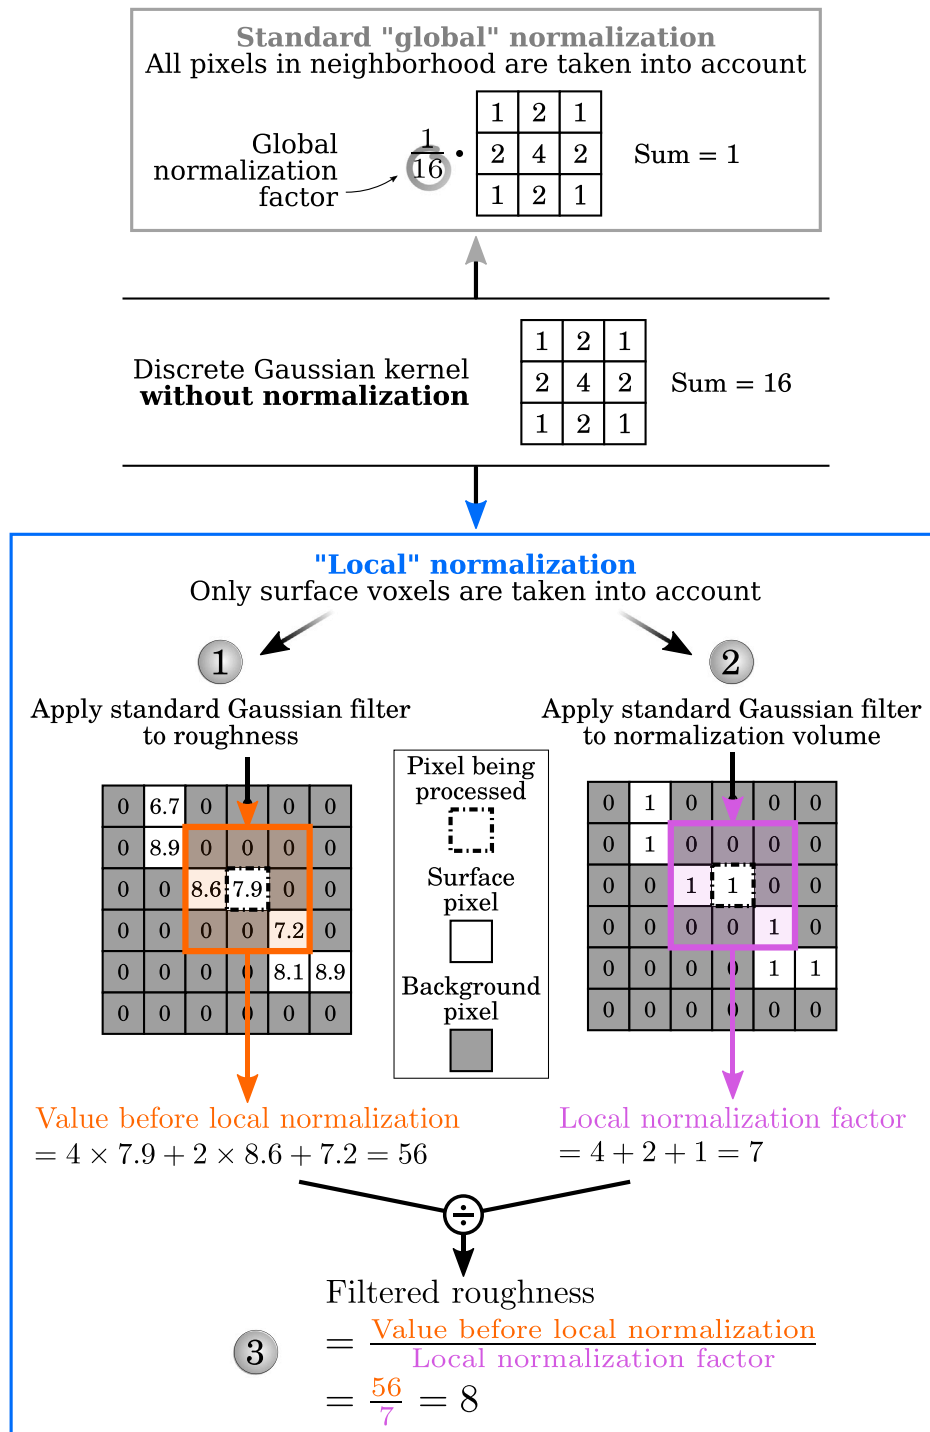 Standard "global" normalization
All pixels in neighborhood are taken into account
Global
normalization
factor
1
16
•
1 2 1
2 4 2
1 2 1
Sum = 1
Discrete Gaussian kernel
without normalization
1 2 1
2 4 2
1 2 1
Sum = 16
"Local" normalization
Only surface voxels are taken into account
1
Apply standard Gaussian filter
to roughness
0 6.7 0 0 0 0
0 8.9 0 0 0 0
0 0 8.6 7.9 0 0
0 0 0 0 7.2 0
0 0 0 0 8.1 8.9
0 0 0 0 0 0
Value before local normalization
= 4 × 7.9 + 2 × 8.6 + 7.2 = 56
Pixel being
processed
Surface
pixel
Background
pixel
2
Apply standard Gaussian filter
to normalization volume
0 1 0 0 0 0
0 1 0 0 0 0
0 0 1 1 0 0
0 0 0 0 1 0
0 0 0 0 1 1
0 0 0 0 0 0
Local normalization factor
= 4 + 2 + 1 = 7
÷
3
Filtered roughness
= Value before local normalization
Local normalization factor
= 56/7 = 8